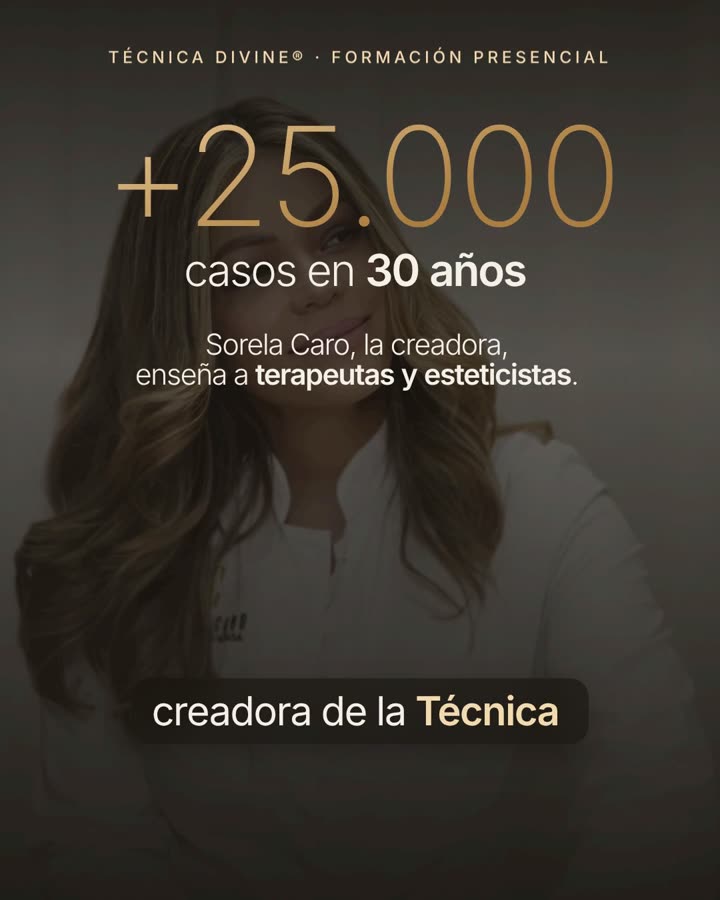 TÉCNICA DIVINE® · FORMACIÓN PRESENCIAL
+25.000
casos en 30 años
Sorela Caro, la creadora,
enseña a terapeutas y esteticistas.
creadora de la Técnica